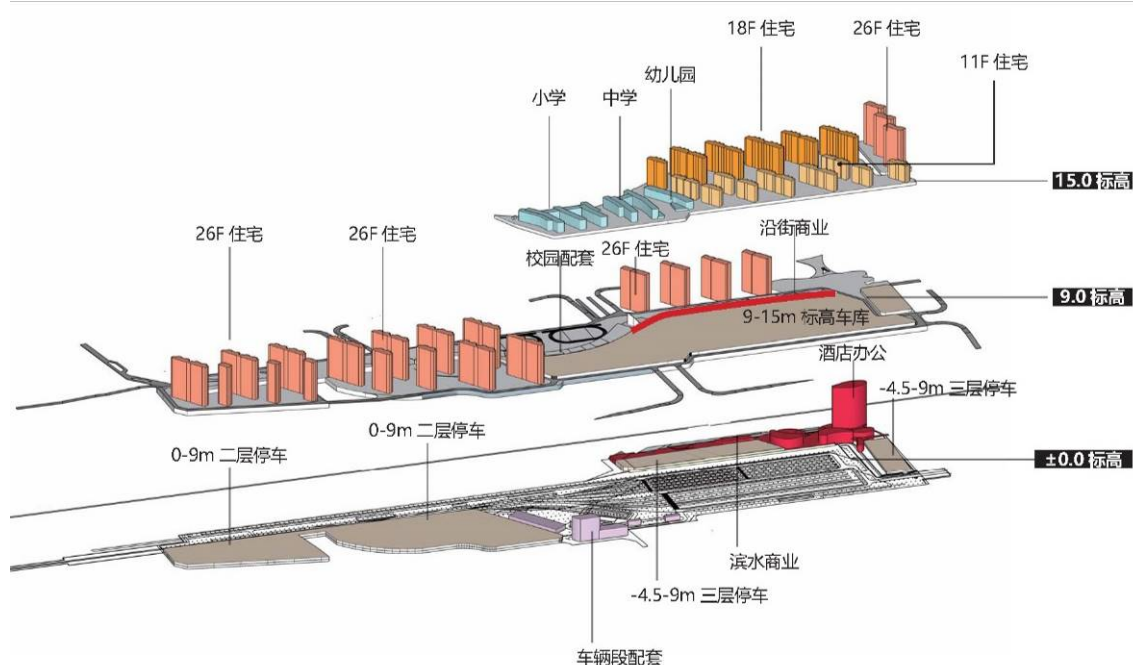 18F 住宅
26F 住宅
11F 住宅
幼儿园
小学
中学
15.0 标高
26F 住宅
26F 住宅
校园配套
26F 住宅
沿街商业
9.0 标高
9-15m 标高车库
酒店办公
-4.5-9m 三层停车
0-9m 二层停车
0-9m 二层停车
±0.0 标高
滨水商业
-4.5-9m 三层停车
车辆段配套